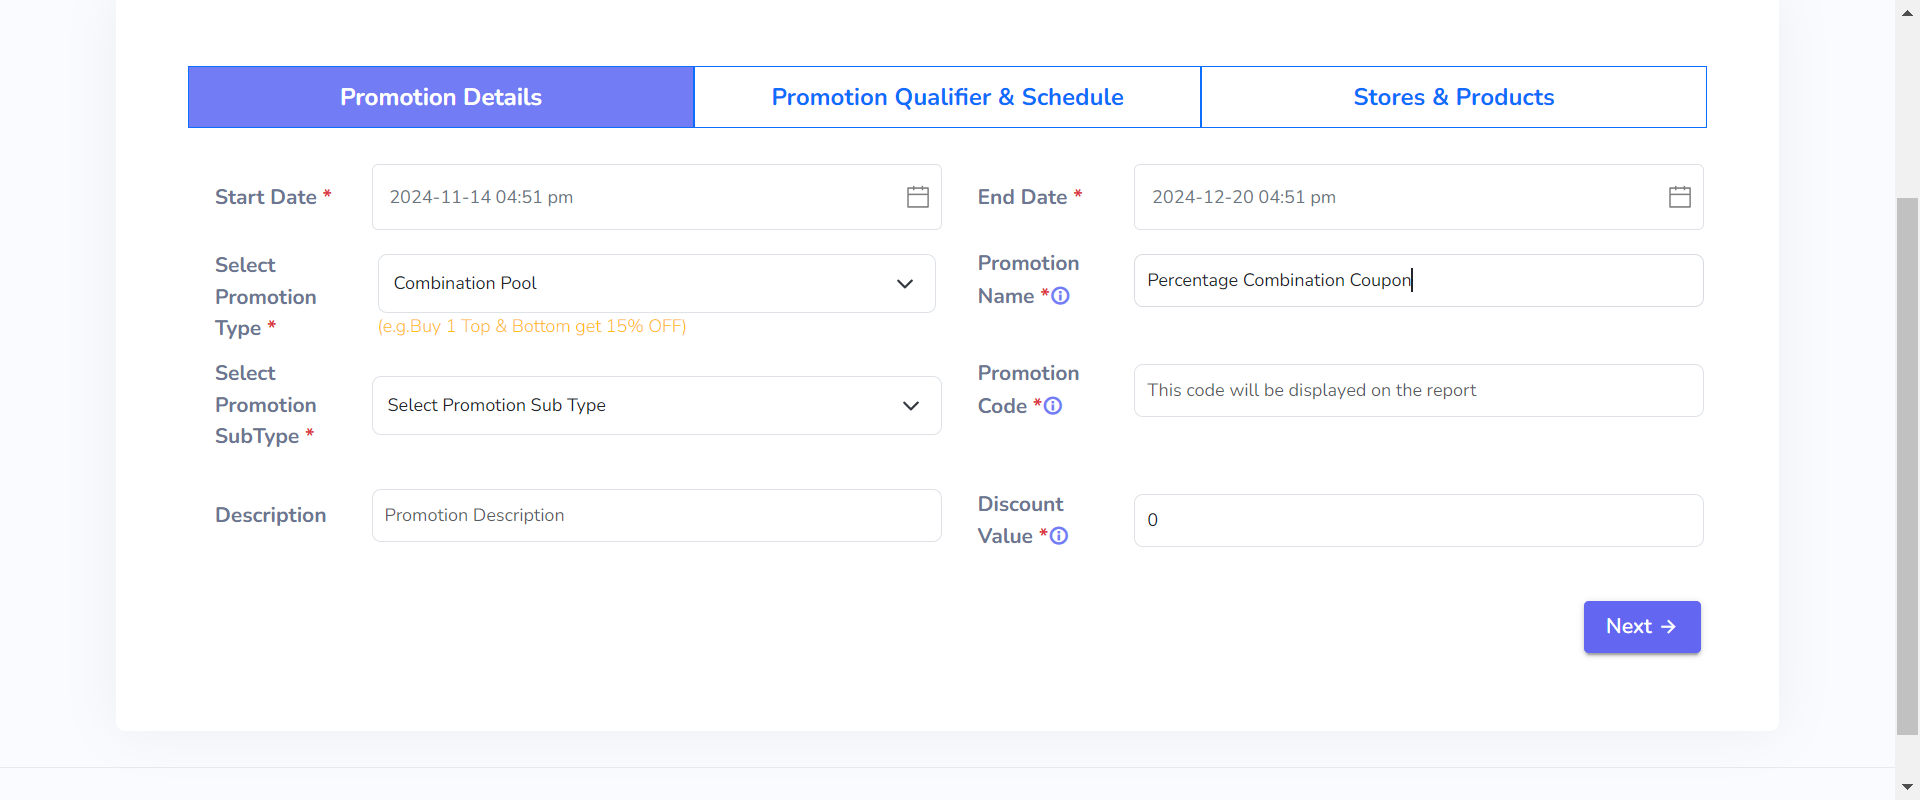 Promotion Details
Promotion Qualifier & Schedule
Stores & Products
Start Date *
2024-11-14 04:51 pm
End Date *
2024-12-20 04:51 pm
Select
Promotion
Type *
Combination Pool
(e.g.Buy 1 Top & Bottom get 15% OFF)
Promotion
Name *
Percentage Combination Coupon
Select
Promotion
SubType *
Select Promotion Sub Type
Promotion
Code *
This code will be displayed on the report
Description
Promotion Description
Discount
Value *
0
Next →